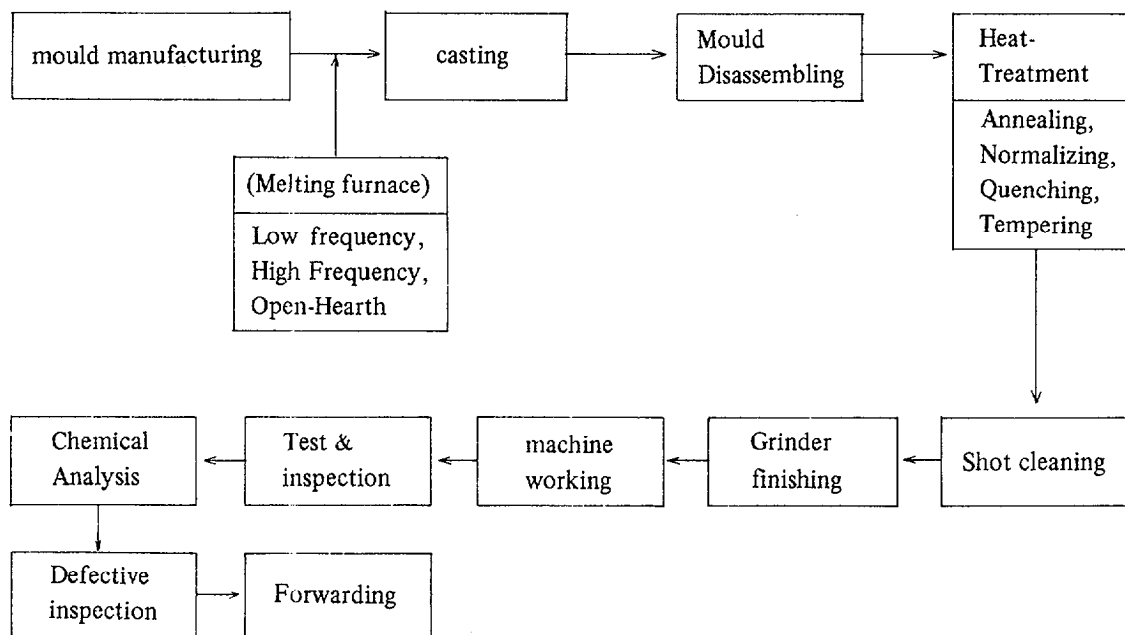 mould manufacturing
casting
Mould
Disassembling
Heat-
Treatment
Annealing,
Normalizing,
Quenching,
Tempering
(Melting furnace)
Low frequency,
High Frequency,
Open-Hearth
Shot cleaning
Grinder
finishing
machine
working
Test &
inspection
Chemical
Analysis
Defective
inspection
Forwarding